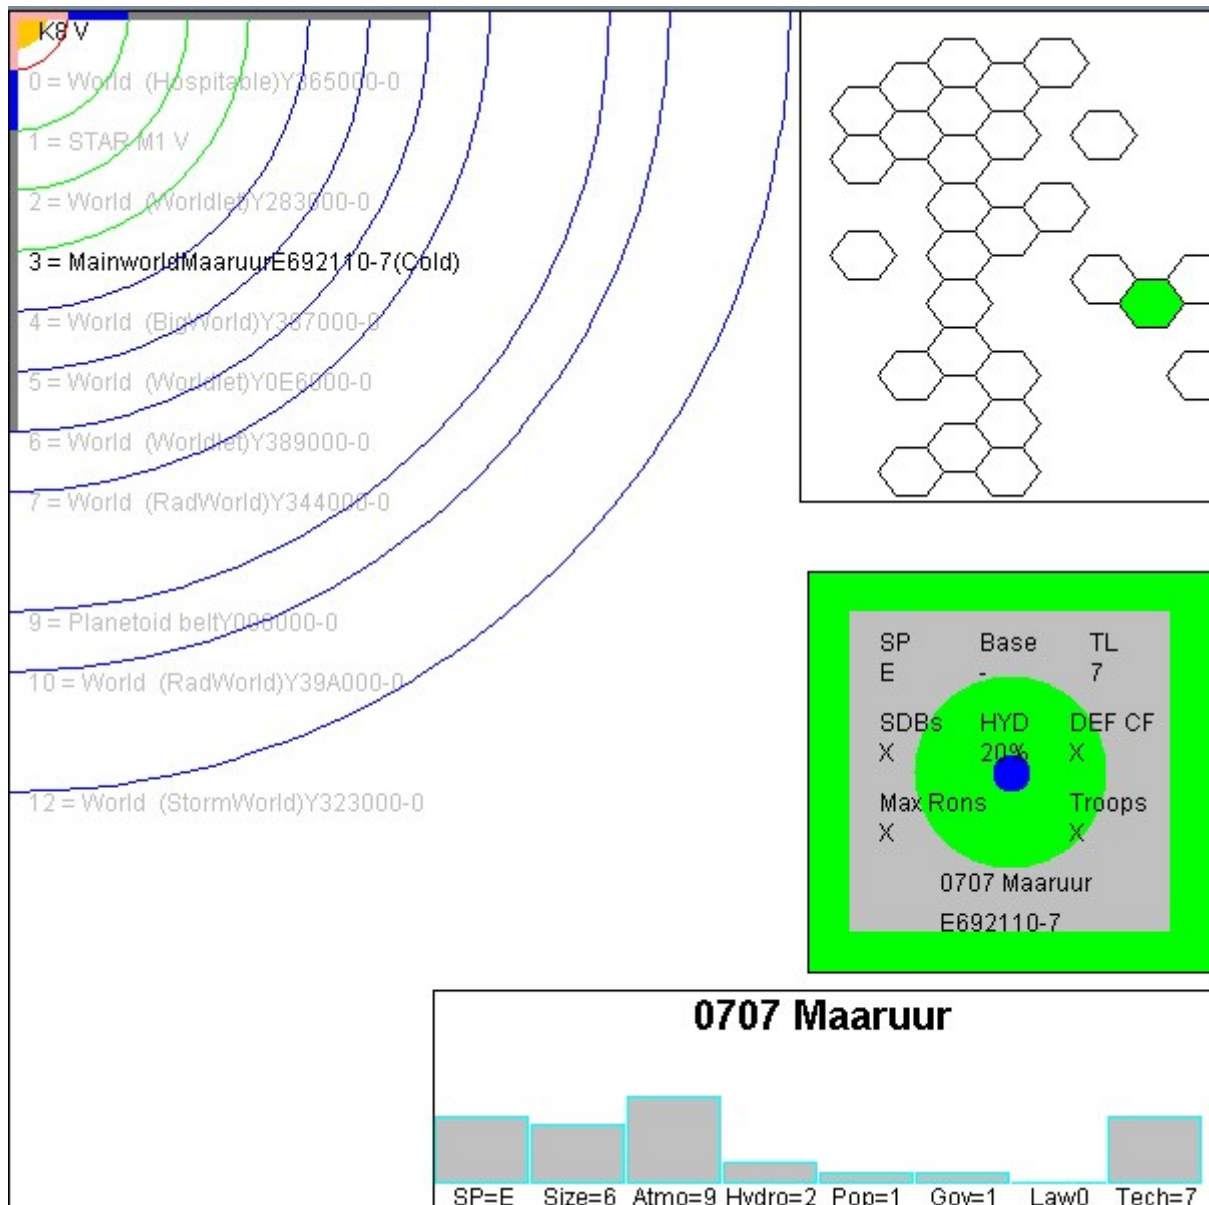 K8 V
0 = World  (Hospitable)Y365000-0
1 = STAR M1 V
2 = World  (Worldlet)Y283000-0
3 = MainworldMaaruurE692110-7(Cold)
4 = World  (BigWorld)Y387000-0
5 = World  (Worldlet)Y0E6000-0
6 = World  (Worldlet)Y389000-0
7 = World  (RadWorld)Y344000-0
9 = Planetoid beltY000000-0
10 = World  (RadWorld)Y39A000-0
12 = World  (StormWorld)Y323000-0
SP Base TL
E - 7
SDBs HYD DEF CF
X 20% X
Max Rons Troops
X X
0707 Maaruur
E692110-7
0707 Maaruur
SP=E Size=6 Atmo=9 Hydro=2 Pop=1 Gov=1 Law0 Tech=7